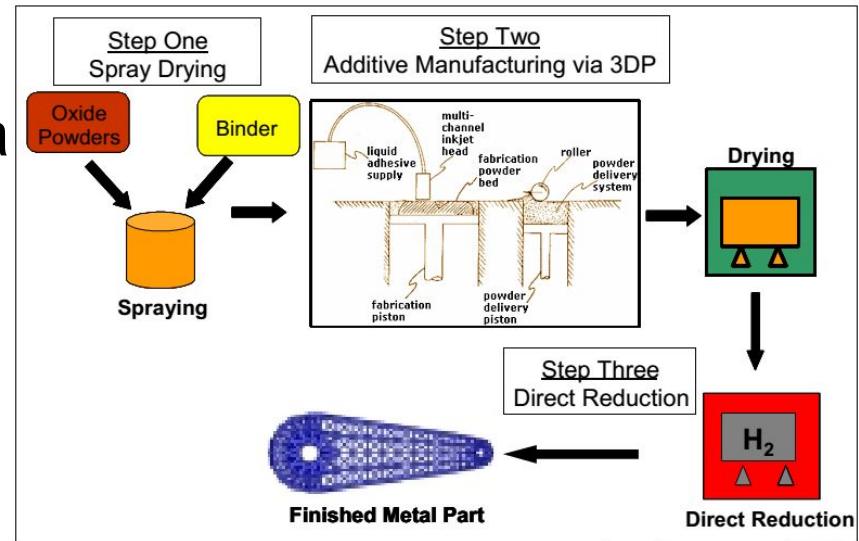 Step One
Spray Drying
Step Two
Additive Manufacturing via 3DP
Oxide
Powders
Binder
Spraying
multi-
channel
inkjet
head
liquid
adhesive
supply
fabrication
powder
bed
roller
powder
delivery
system
fabrication
piston
powder
delivery
piston
Drying
Step Three
Direct Reduction
H₂
Direct Reduction
Finished Metal Part